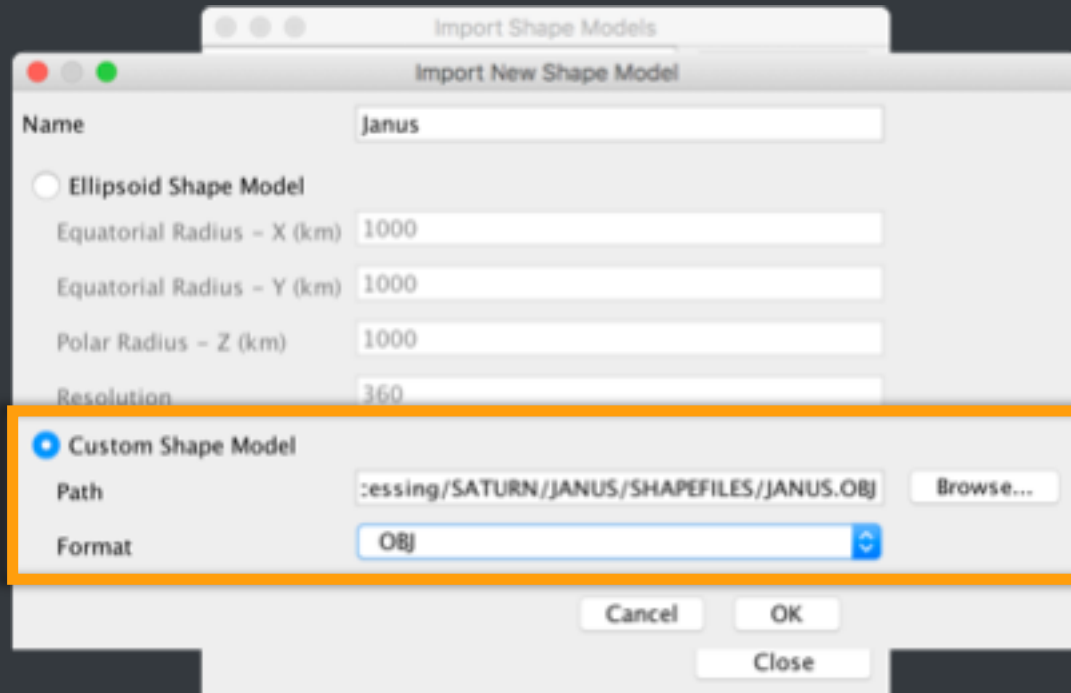 Import Shape Models
Import New Shape Model
Name Janus
Ellipsoid Shape Model
Equatorial Radius - X (km) 1000
Equatorial Radius - Y (km) 1000
Polar Radius - Z (km) 1000
Resolution 360
Custom Shape Model
Path :essing/SATURN/JANUS/SHAPEFILES/JANUS.OBJ Browse...
Format OBJ
Cancel OK
Close